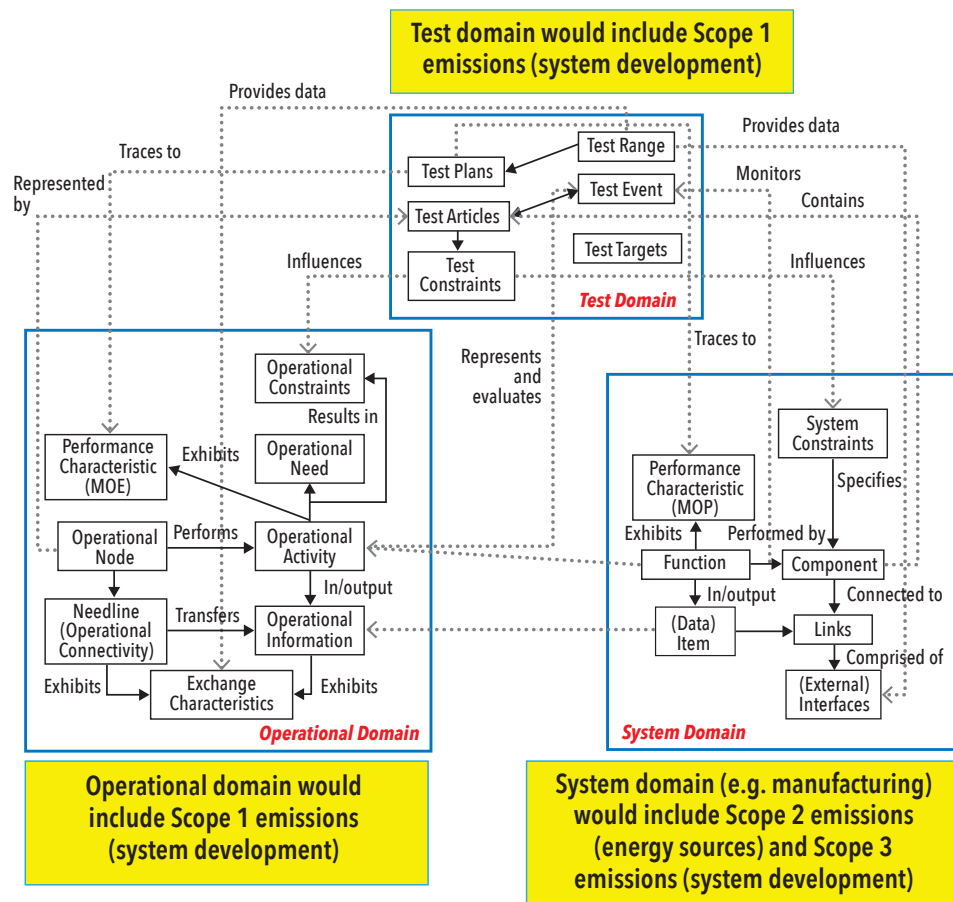 Test domain would include Scope 1
emissions (system development)
Provides data
Provides data
Traces to
Test Range
Test Plans
Monitors
Represented
by
Test Event
Contains
Test Articles
Test Targets
Influences
Test
Constraints
Influences
Test Domain
Traces to
Represents
and
evaluates
Operational
Constraints
Results in
System
Constraints
Performance
Characteristic
(MOE)
Exhibits
Operational
Need
Performance
Characteristic
(MOP)
Specifies
Operational
Node
Performs
Operational
Activity
Exhibits
Performed by
Function
Component
In/output
In/output
Connected to
Needline
(Operational
Connectivity)
Transfers
Operational
Information
(Data)
Item
Links
Comprised of
Exhibits
Exchange
Characteristics
Exhibits
(External)
Interfaces
Operational Domain
System Domain
Operational domain would
include Scope 1 emissions
(system development)
System domain (e.g. manufacturing)
would include Scope 2 emissions
(energy sources) and Scope 3
emissions (system development)